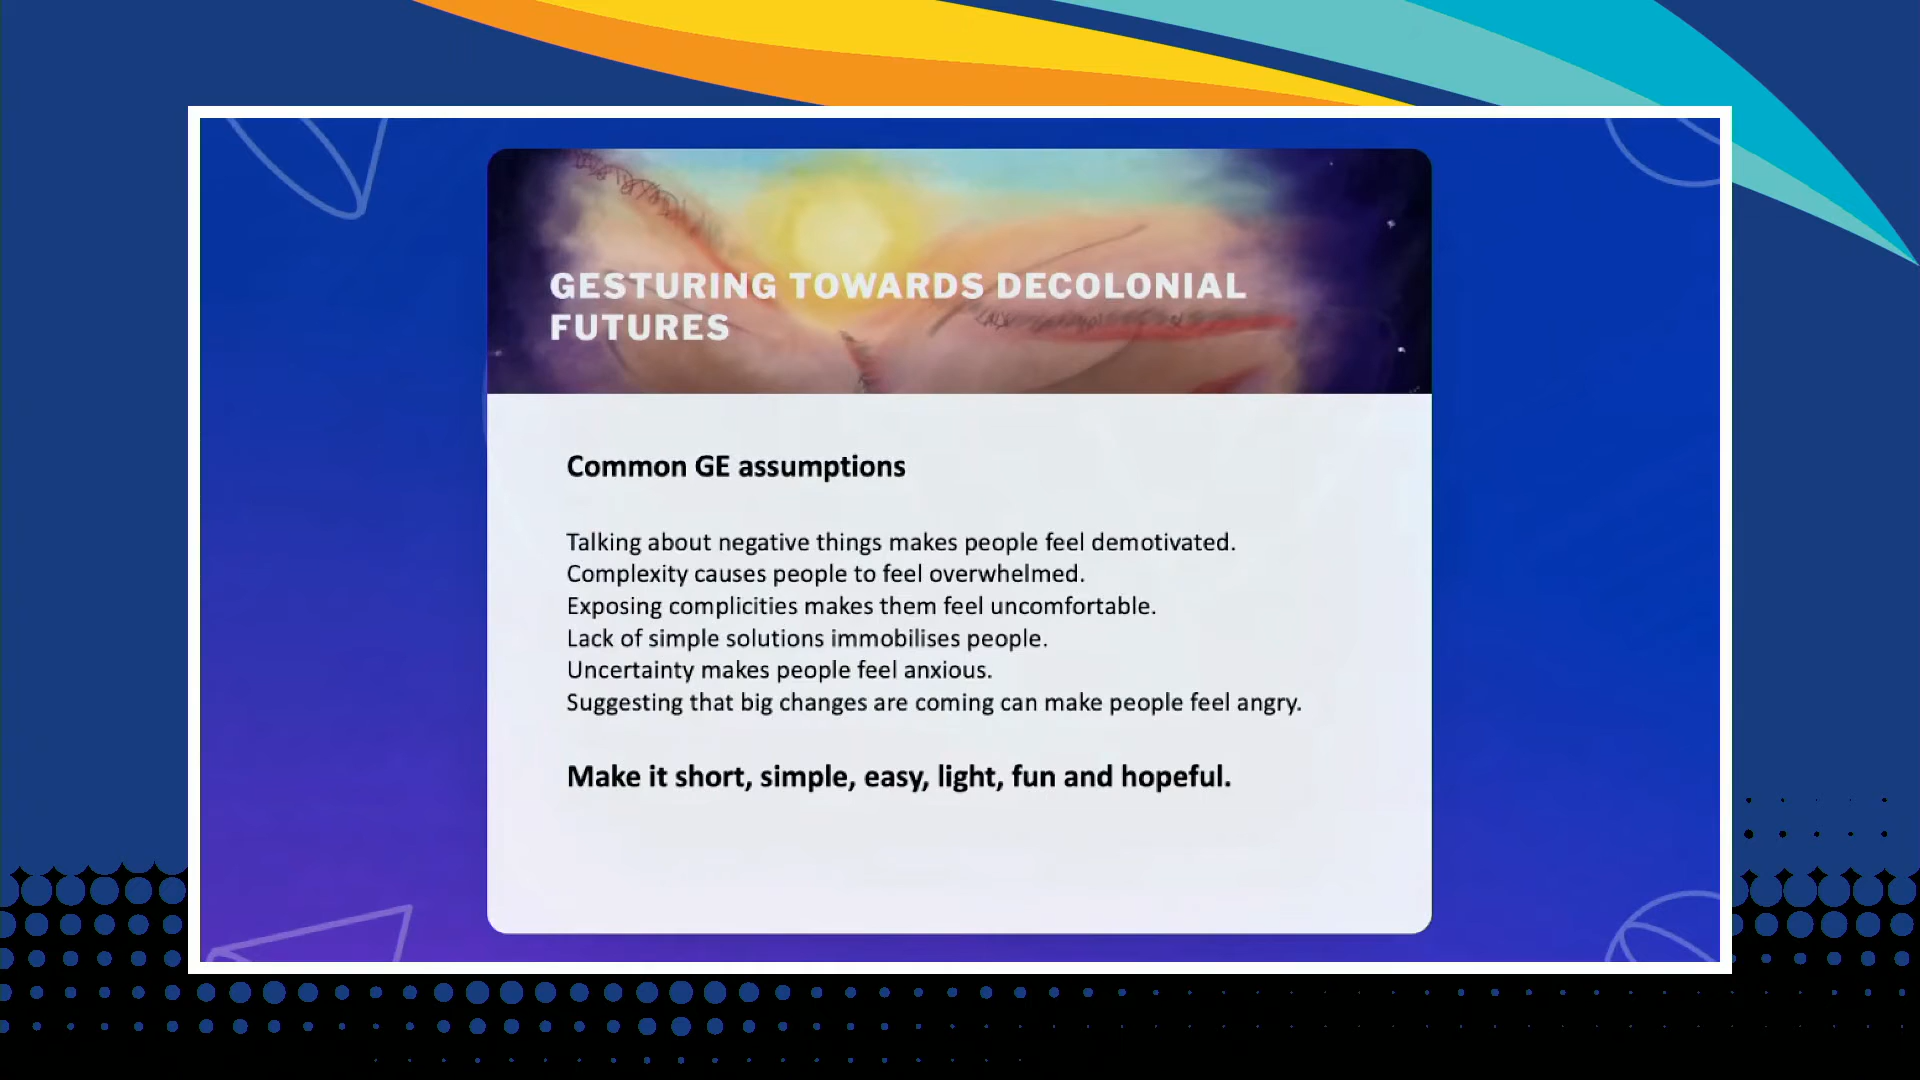 GESTURING TOWARDS DECOLONIAL
FUTURES
Common GE assumptions
Talking about negative things makes people feel demotivated.
Complexity causes people to feel overwhelmed.
Exposing complicities makes them feel uncomfortable.
Lack of simple solutions immobilises people.
Uncertainty makes people feel anxious.
Suggesting that big changes are coming can make people feel angry.
Make it short, simple, easy, light, fun and hopeful.